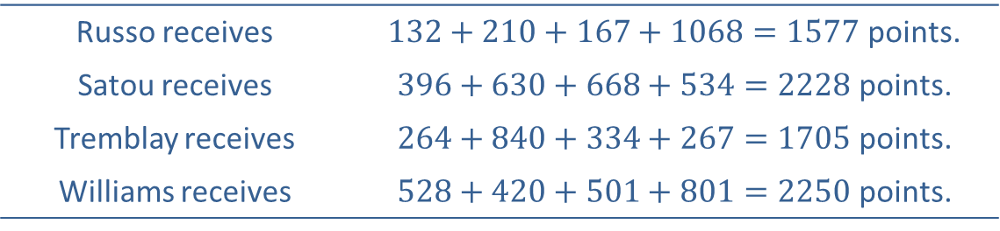 Russo receives 132 + 210 + 167 + 1068 = 1577 points.
Satou receives 396 + 630 + 668 + 534 = 2228 points.
Tremblay receives 264 + 840 + 334 + 267 = 1705 points.
Williams receives 528 + 420 + 501 + 801 = 2250 points.